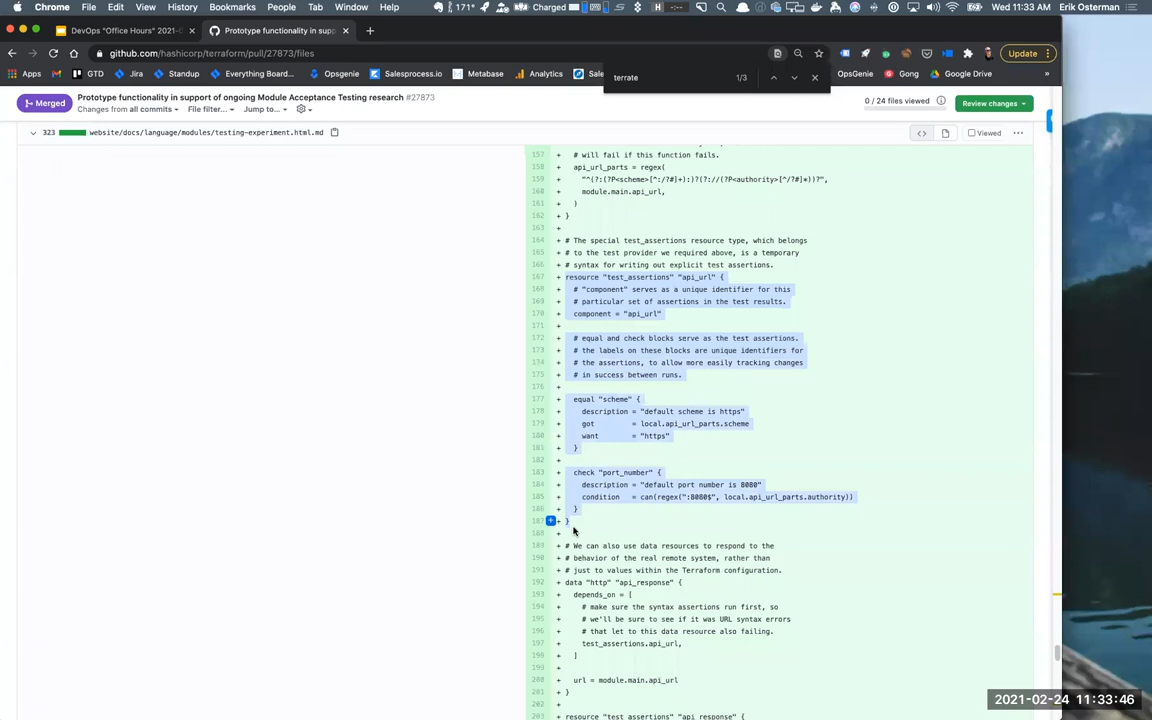 Chrome File Edit View History Bookmarks People Tab Window Help
171° Charged Wed 11:33 AM Erik Osterman
DevOps "Office Hours" 2021-0 × Prototype functionality in supp × +
github.com/hashicorp/terraform/pull/27873/files Update
Apps GTD Jira Standup Everything Board... Opsgenie Salesproces.io Metabase Analytics Sales OpsGenie Gong Google Drive »
terrate 1/3
Merged
Prototype functionality in support of ongoing Module Acceptance Testing research #27873
Changes from all commits File filter... Jump to...
0 / 24 files viewed
Review changes
323 website/docs/language/modules/testing-experiment.html.md Viewed
157 + # will fail if this function fails.
158 + api_url_parts = regex(
159 + "^(?:(?P<scheme>[^:/?#]+):)?(?://(?P<authority>[^/?#]*))?",
160 + module.main.api_url,
161 + )
162 + }
163 +
164 + # The special test_assertions resource type, which belongs
165 + # to the test provider we required above, is a temporary
166 + # syntax for writing out explicit test assertions.
167 + resource "test_assertions" "api_url" {
168 + # "component" serves as a unique identifier for this
169 + # particular set of assertions in the test results.
170 + component = "api_url"
171 +
172 + # equal and check blocks serve as the test assertions.
173 + # the labels on these blocks are unique identifiers for
174 + # the assertions, to allow more easily tracking changes
175 + # in success between runs.
176 +
177 + equal "scheme" {
178 + description = "default scheme is https"
179 + got = local.api_url_parts.scheme
180 + want = "https"
181 + }
182 +
183 + check "port_number" {
184 + description = "default port number is 8080"
185 + condition = can(regex(":8080$", local.api_url_parts.authority))
186 + }
187 + }
188 +
189 + # We can also use data resources to respond to the
190 + # behavior of the real remote system, rather than
191 + # just to values within the Terraform configuration.
192 + data "http" "api_response" {
193 + depends_on = [
194 + # make sure the syntax assertions run first, so
195 + # we'll be sure to see if it was URL syntax errors
196 + # that let to this data resource also failing.
197 + test_assertions.api_url,
198 + ]
199 +
200 + url = module.main.api_url
201 + }
202 +
203 + resource "test_assertions" "api_response" {
2021-02-24 11:33:46